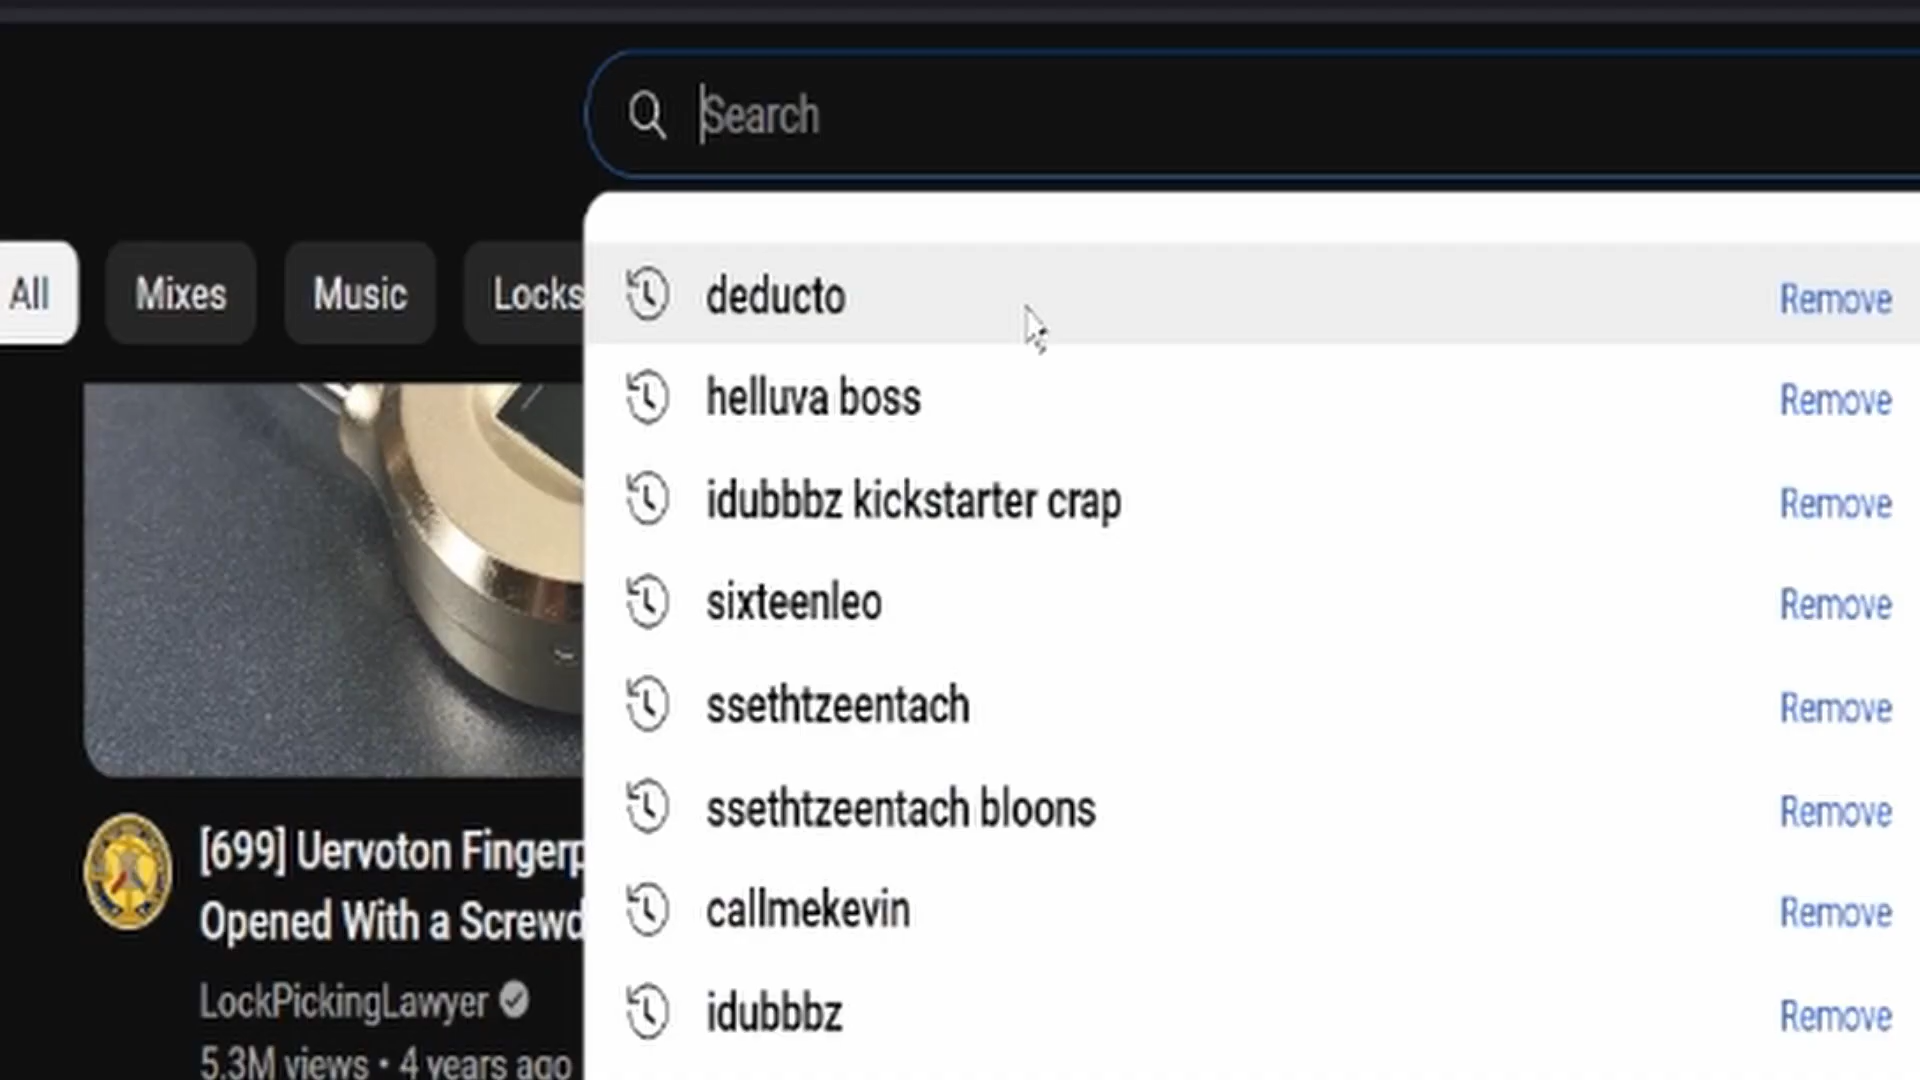 Search
All
Mixes
Music
Locks
deducto
Remove
helluva boss
Remove
idubbbz kickstarter crap
Remove
sixteenleo
Remove
ssethtzeentach
Remove
ssethtzeentach bloons
Remove
callmekevin
Remove
idubbbz
Remove
[699] Uervoton Fingerp
Opened With a Screwd
LockPickingLawyer
5.3M views • 4 years ago